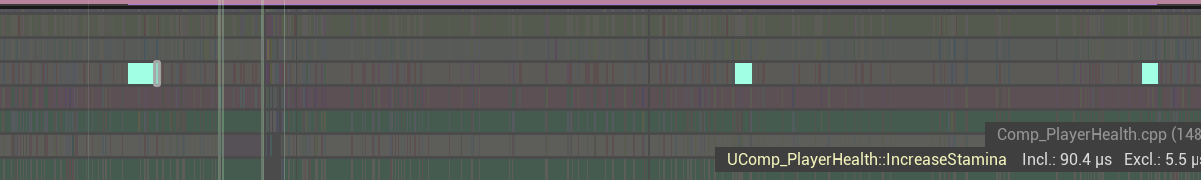 Comp_PlayerHealth.cpp (148
UComp_PlayerHealth::IncreaseStamina Incl.: 90.4 µs Excl.: 5.5 µ